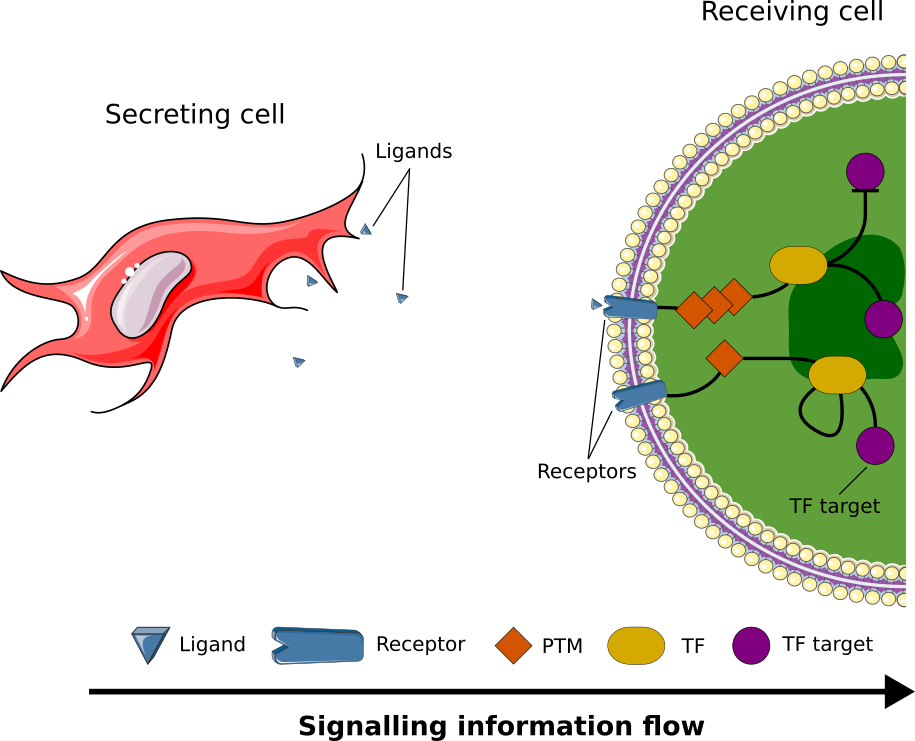 Receiving cell
Secreting cell
Ligands
Receptors
TF target
Ligand
Receptor
PTM
TF
TF target
Signalling information flow